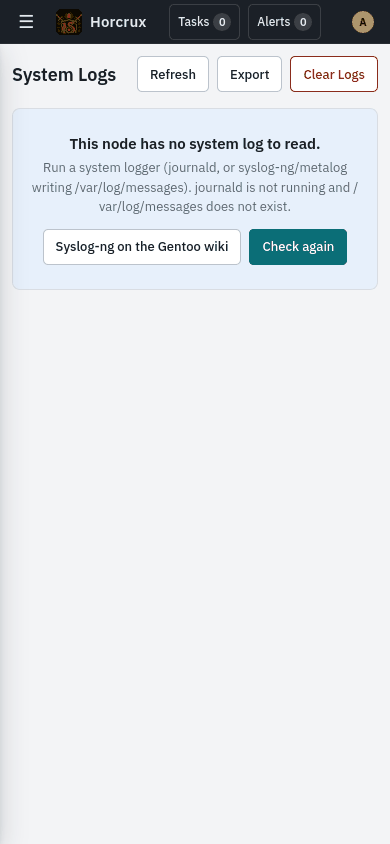 ☰ Horcrux Tasks 0 Alerts 0 A
System Logs Refresh Export Clear Logs
This node has no system log to read.
Run a system logger (journald, or syslog-ng/metalog
writing /var/log/messages). journald is not running and /
var/log/messages does not exist.
Syslog-ng on the Gentoo wiki Check again